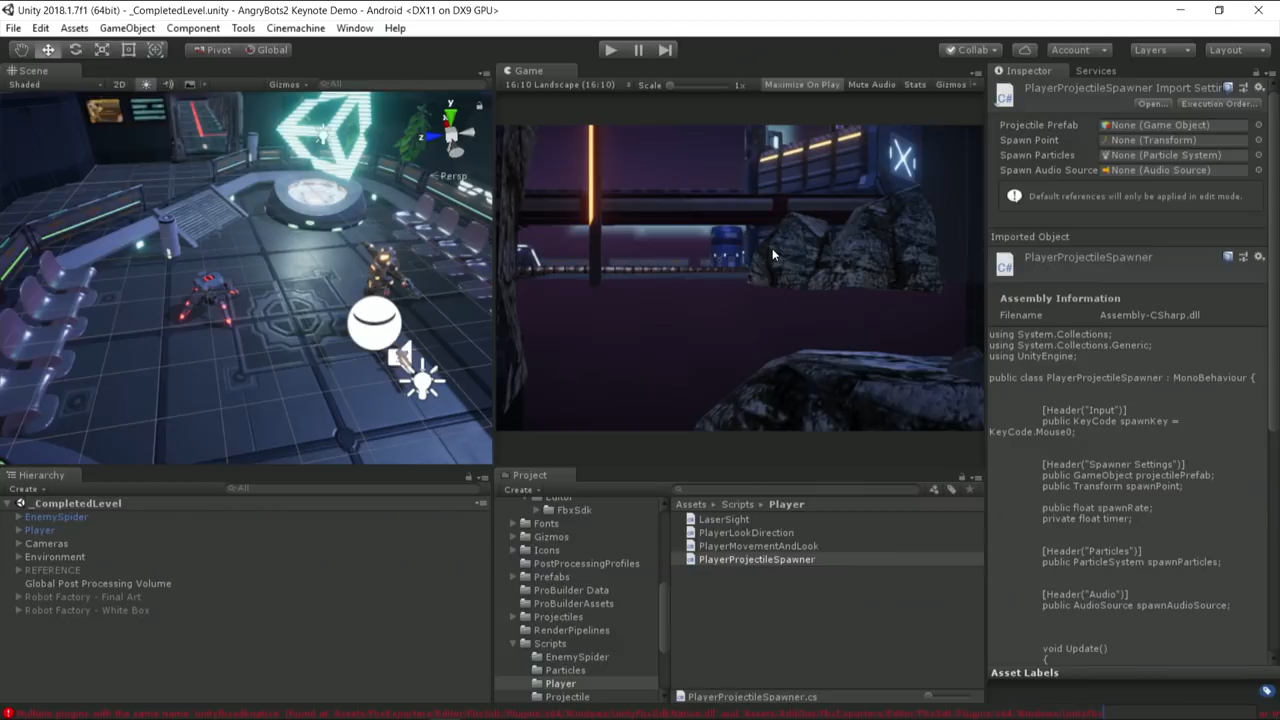 Unity 2018.1.7f1 (64bit) - _CompletedLevel.unity - AngryBots2 Keynote Demo - Android <DX11 on DX9 GPU>
File Edit Assets GameObject Component Tools Cinemachine Window Help
Pivot Global Collab Account Layers Layout
Scene
Shaded 2D Gizmos All
y
x
z
Persp
Game
16:10 Landscape (16:10) Scale 1x Maximize On Play Mute Audio Stats Gizmos
Inspector Services
C#
PlayerProjectileSpawner Import Settin
Open... Execution Order...
Projectile Prefab None (Game Object)
Spawn Point None (Transform)
Spawn Particles None (Particle System)
Spawn Audio Source None (Audio Source)
Default references will only be applied in edit mode.
Imported Object
C#
PlayerProjectileSpawner
Assembly Information
Filename Assembly-CSharp.dll
using System.Collections;
using System.Collections.Generic;
using UnityEngine;
public class PlayerProjectileSpawner : MonoBehaviour {
[Header("Input")]
public KeyCode spawnKey =
KeyCode.Mouse0;
[Header("Spawner Settings")]
public GameObject projectilePrefab;
public Transform spawnPoint;
public float spawnRate;
private float timer;
[Header("Particles")]
public ParticleSystem spawnParticles;
[Header("Audio")]
public AudioSource spawnAudioSource;
void Update()
{
Asset Labels
Hierarchy
Create All
_CompletedLevel
EnemySpider
Player
Cameras
Environment
REFERENCE
Global Post Processing Volume
Robot Factory - Final Art
Robot Factory - White Box
Project
Create
Editor
FbxSdk
Fonts
Gizmos
Icons
PostProcessingProfiles
Prefabs
ProBuilder Data
ProBuilderAssets
Projectiles
RenderPipelines
Scripts
EnemySpider
Particles
Player
Projectile
Assets Scripts Player
LaserSight
PlayerLookDirection
PlayerMovementAndLook
PlayerProjectileSpawner
PlayerProjectileSpawner.cs
Multiple plugins with the same name